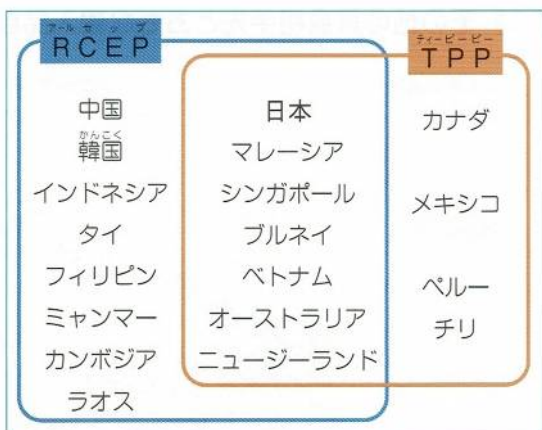 アールセップ
RCEP
ティーピーピー
TPP
中国
かんこく
韓国
インドネシア
タイ
フィリピン
ミャンマー
カンボジア
ラオス
日本
マレーシア
シンガポール
ブルネイ
ベトナム
オーストラリア
ニュージーランド
カナダ
メキシコ
ペルー
チリ